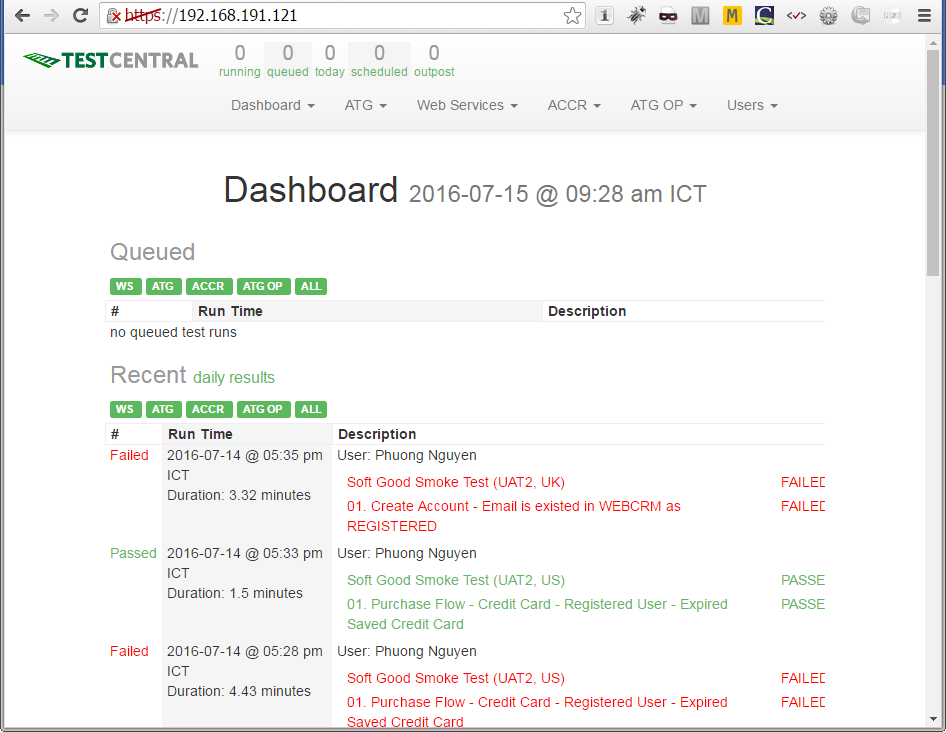 https://192.168.191.121
TESTCENTRAL
0 0 0 0 0
running queued today scheduled outpost
Dashboard ATG Web Services ACCR ATG OP Users
Dashboard 2016-07-15 @ 09:28 am ICT
Queued
WS ATG ACCR ATG OP ALL
# Run Time Description
no queued test runs
Recent daily results
WS ATG ACCR ATG OP ALL
# Run Time Description
Failed 2016-07-14 @ 05:35 pm User: Phuong Nguyen
ICT
Soft Good Smoke Test (UAT2, UK) FAILED
Duration: 3.32 minutes
01. Create Account - Email is existed in WEBCRM as FAILED
REGISTERED
Passed 2016-07-14 @ 05:33 pm User: Phuong Nguyen
ICT
Soft Good Smoke Test (UAT2, US) PASSE
Duration: 1.5 minutes
01. Purchase Flow - Credit Card - Registered User - Expired PASSE
Saved Credit Card
Failed 2016-07-14 @ 05:28 pm User: Phuong Nguyen
ICT
Soft Good Smoke Test (UAT2, US) FAILED
Duration: 4.43 minutes
01. Purchase Flow - Credit Card - Registered User - Expired FAILED
Saved Credit Card